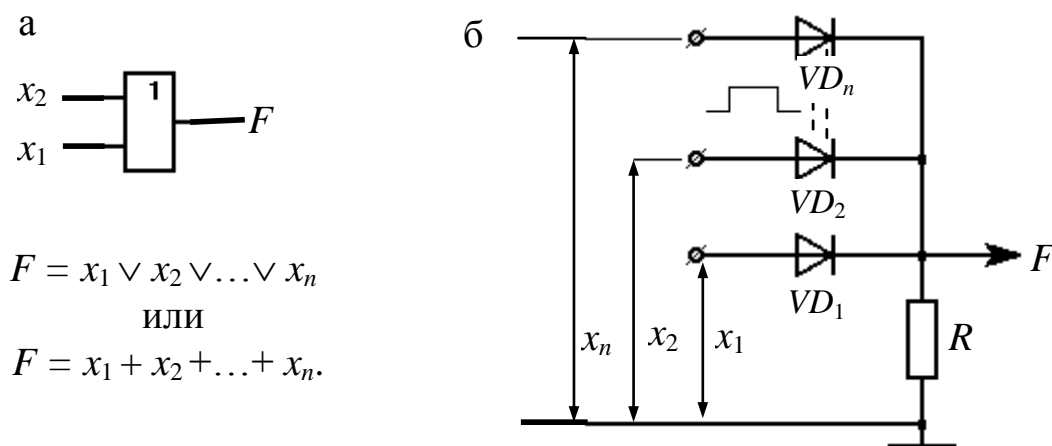 а
x₂
1
F
x₁
F = x₁ ∨ x₂ ∨…∨ xₙ
или
F = x₁ + x₂ +…+ xₙ.
б
VDₙ
VD₂
F
VD₁
xₙ
x₂
x₁
R